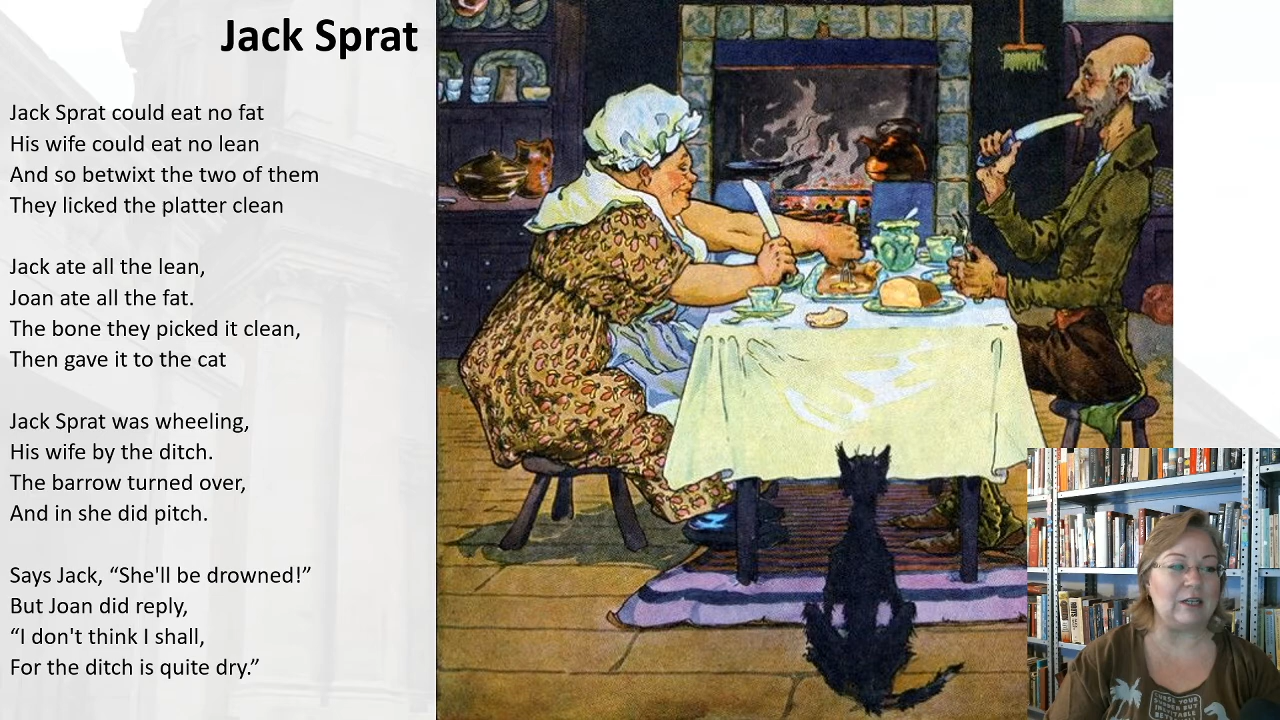 Jack Sprat
Jack Sprat could eat no fat
His wife could eat no lean
And so betwixt the two of them
They licked the platter clean
Jack ate all the lean,
Joan ate all the fat.
The bone they picked it clean,
Then gave it to the cat
Jack Sprat was wheeling,
His wife by the ditch.
The barrow turned over,
And in she did pitch.
Says Jack, “She'll be drowned!”
But Joan did reply,
“I don't think I shall,
For the ditch is quite dry.”